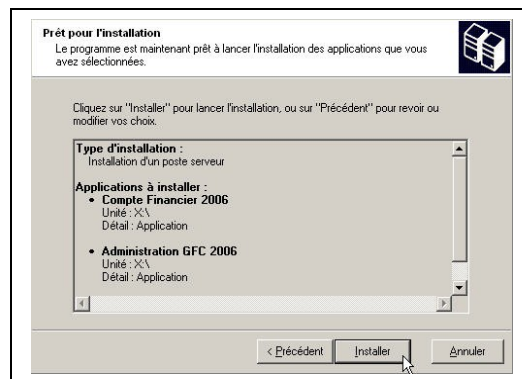 Prêt pour l'installation
Le programme est maintenant prêt à lancer l'installation des applications que vous
avez sélectionnées.
Cliquez sur "Installer" pour lancer l'installation, ou sur "Précédent" pour revoir ou
modifier vos choix.
Type d'installation :
Installation d'un poste serveur
Applications à installer :
• Compte Financier 2006
Unité : X:\
Détail : Application
• Administration GFC 2006
Unité : X:\
Détail : Application
< Précédent
Installer
Annuler